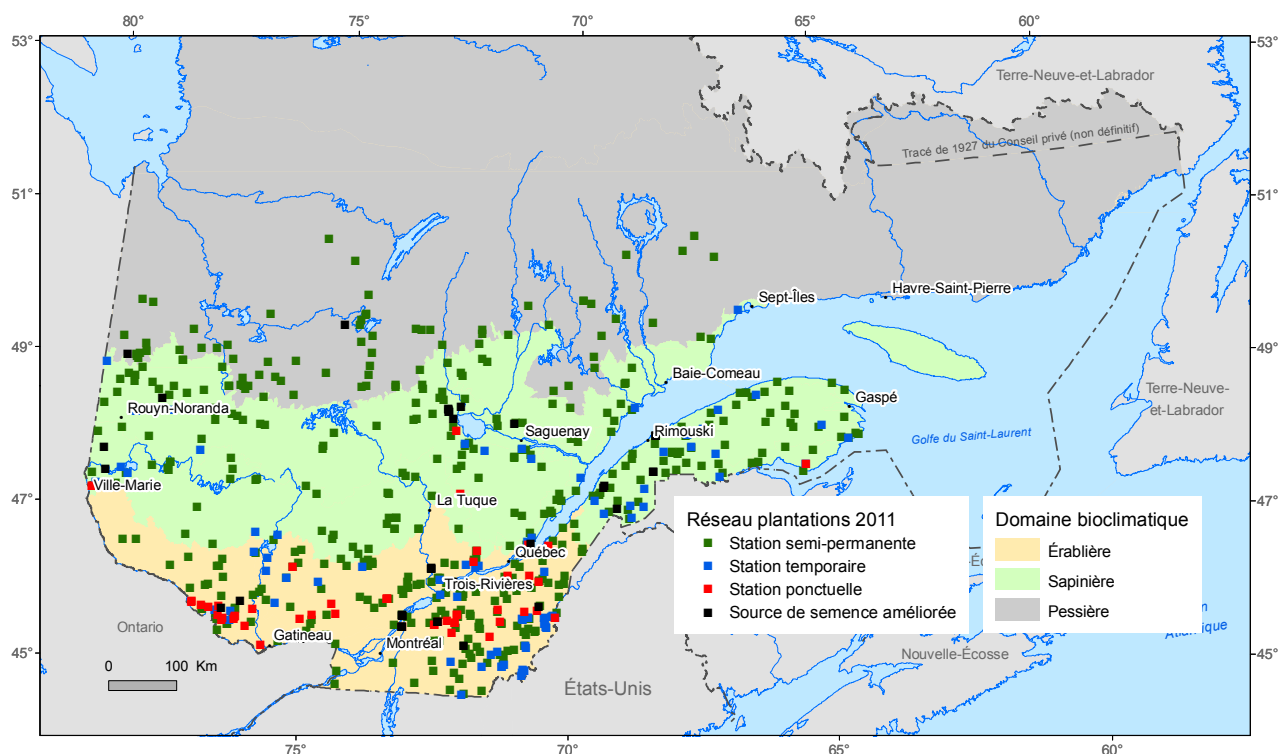 80° 75° 70° 65° 60°
53° 53°
Terre-Neuve-et-Labrador
Tracé de 1927 du Conseil privé (non définitif)
51° 51°
Sept-Îles
Havre-Saint-Pierre
49° 49°
Baie-Comeau
Rouyn-Noranda
Gaspé
Terre-Neuve-
et-Labrador
Saguenay
Rimouski
Golfe du Saint-Laurent
Ville-Marie
47° 47°
La Tuque
Réseau plantations 2011
Station semi-permanente
Station temporaire
Station ponctuelle
Source de semence améliorée
Domaine bioclimatique
Érablière
Sapinière
Pessière
Québec
Trois-Rivières
Ontario
Gatineau
Montréal
45° 45°
Nouvelle-Écosse
États-Unis
0 100 Km
75° 70° 65° 60°